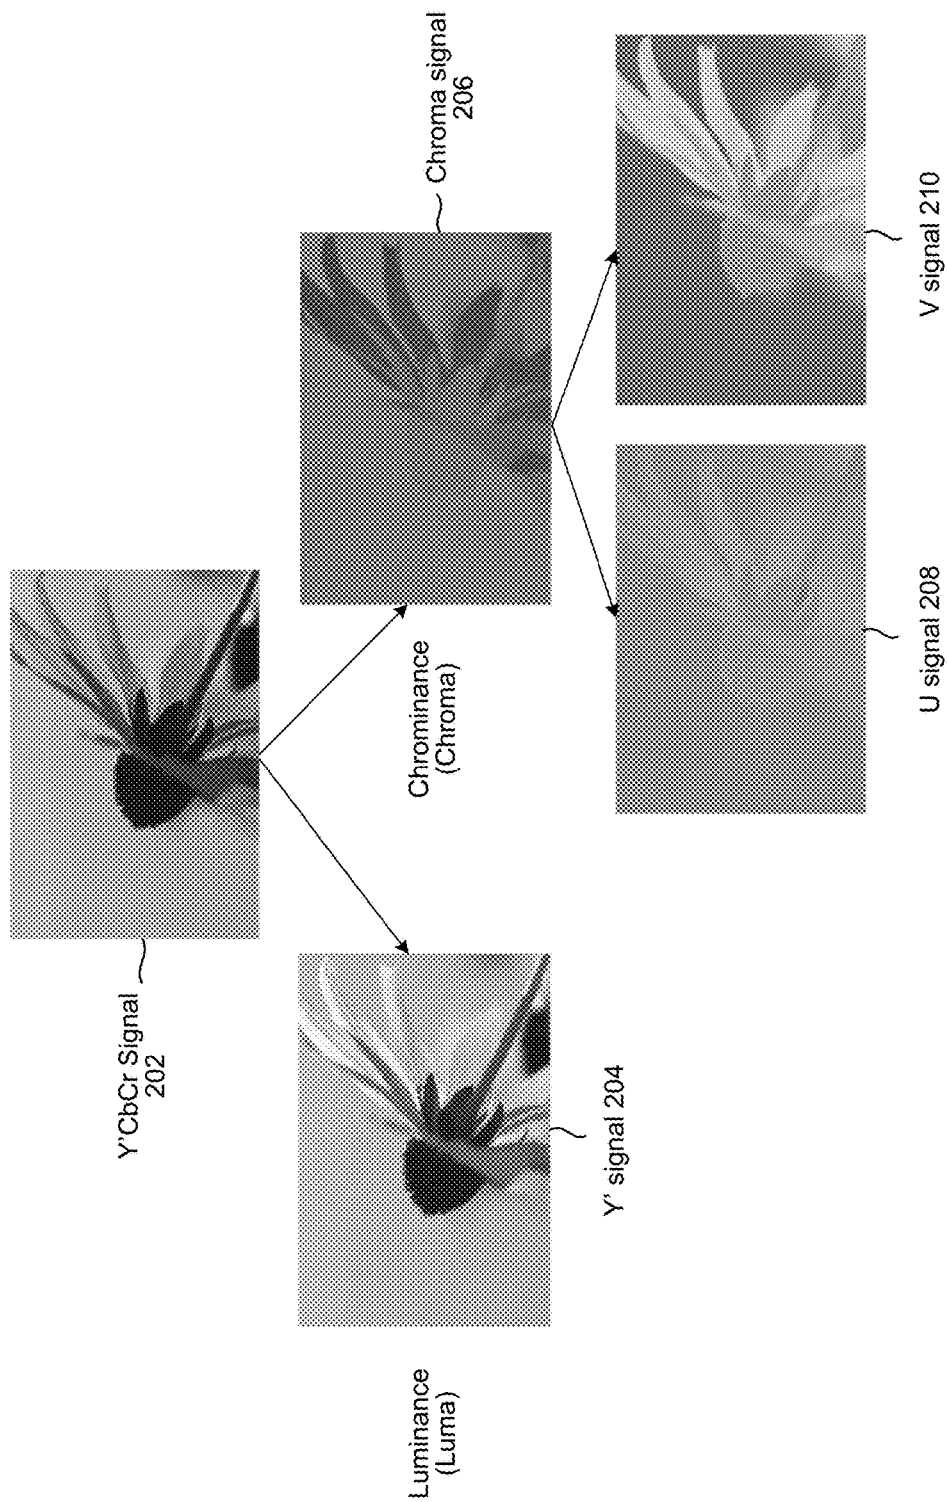 Y'CbCr Signal
202
Luminance
(Luma)
Y' signal 204
Chrominance
(Chroma)
Chroma signal
206
U signal 208
V signal 210